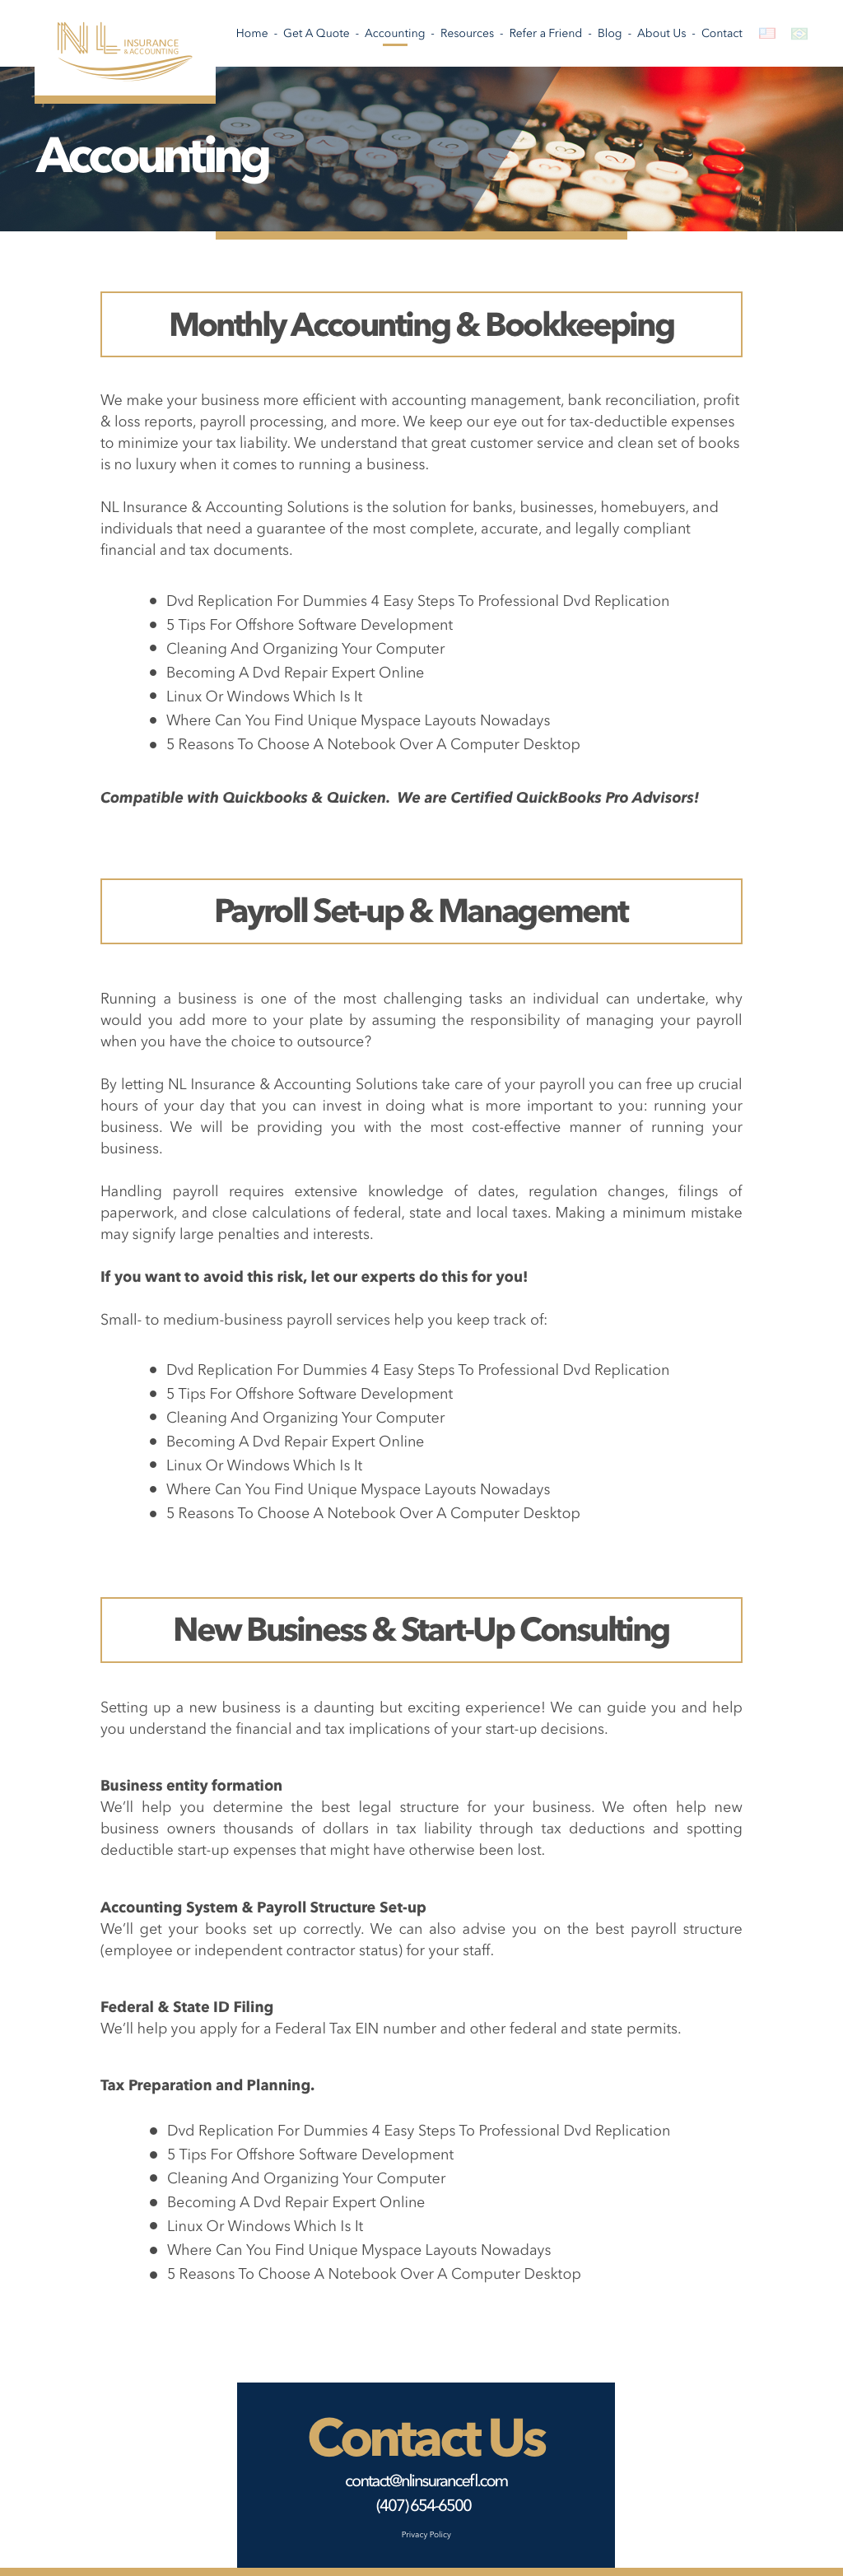 NL INSURANCE
& ACCOUNTING
Home - Get A Quote - Accounting - Resources - Refer a Friend - Blog - About Us - Contact
Accounting
Monthly Accounting & Bookkeeping
We make your business more efficient with accounting management, bank reconciliation, profit
& loss reports, payroll processing, and more. We keep our eye out for tax-deductible expenses
to minimize your tax liability. We understand that great customer service and clean set of books
is no luxury when it comes to running a business.
NL Insurance & Accounting Solutions is the solution for banks, businesses, homebuyers, and
individuals that need a guarantee of the most complete, accurate, and legally compliant
financial and tax documents.
● Dvd Replication For Dummies 4 Easy Steps To Professional Dvd Replication
● 5 Tips For Offshore Software Development
● Cleaning And Organizing Your Computer
● Becoming A Dvd Repair Expert Online
● Linux Or Windows Which Is It
● Where Can You Find Unique Myspace Layouts Nowadays
● 5 Reasons To Choose A Notebook Over A Computer Desktop
Compatible with Quickbooks & Quicken. We are Certified QuickBooks Pro Advisors!
Payroll Set-up & Management
Running a business is one of the most challenging tasks an individual can undertake, why
would you add more to your plate by assuming the responsibility of managing your payroll
when you have the choice to outsource?
By letting NL Insurance & Accounting Solutions take care of your payroll you can free up crucial
hours of your day that you can invest in doing what is more important to you: running your
business. We will be providing you with the most cost-effective manner of running your
business.
Handling payroll requires extensive knowledge of dates, regulation changes, filings of
paperwork, and close calculations of federal, state and local taxes. Making a minimum mistake
may signify large penalties and interests.
If you want to avoid this risk, let our experts do this for you!
Small- to medium-business payroll services help you keep track of:
● Dvd Replication For Dummies 4 Easy Steps To Professional Dvd Replication
● 5 Tips For Offshore Software Development
● Cleaning And Organizing Your Computer
● Becoming A Dvd Repair Expert Online
● Linux Or Windows Which Is It
● Where Can You Find Unique Myspace Layouts Nowadays
● 5 Reasons To Choose A Notebook Over A Computer Desktop
New Business & Start-Up Consulting
Setting up a new business is a daunting but exciting experience! We can guide you and help
you understand the financial and tax implications of your start-up decisions.
Business entity formation
We’ll help you determine the best legal structure for your business. We often help new
business owners thousands of dollars in tax liability through tax deductions and spotting
deductible start-up expenses that might have otherwise been lost.
Accounting System & Payroll Structure Set-up
We’ll get your books set up correctly. We can also advise you on the best payroll structure
(employee or independent contractor status) for your staff.
Federal & State ID Filing
We’ll help you apply for a Federal Tax EIN number and other federal and state permits.
Tax Preparation and Planning.
● Dvd Replication For Dummies 4 Easy Steps To Professional Dvd Replication
● 5 Tips For Offshore Software Development
● Cleaning And Organizing Your Computer
● Becoming A Dvd Repair Expert Online
● Linux Or Windows Which Is It
● Where Can You Find Unique Myspace Layouts Nowadays
● 5 Reasons To Choose A Notebook Over A Computer Desktop
Contact Us
contact@nlinsurancefl.com
(407) 654-6500
Privacy Policy